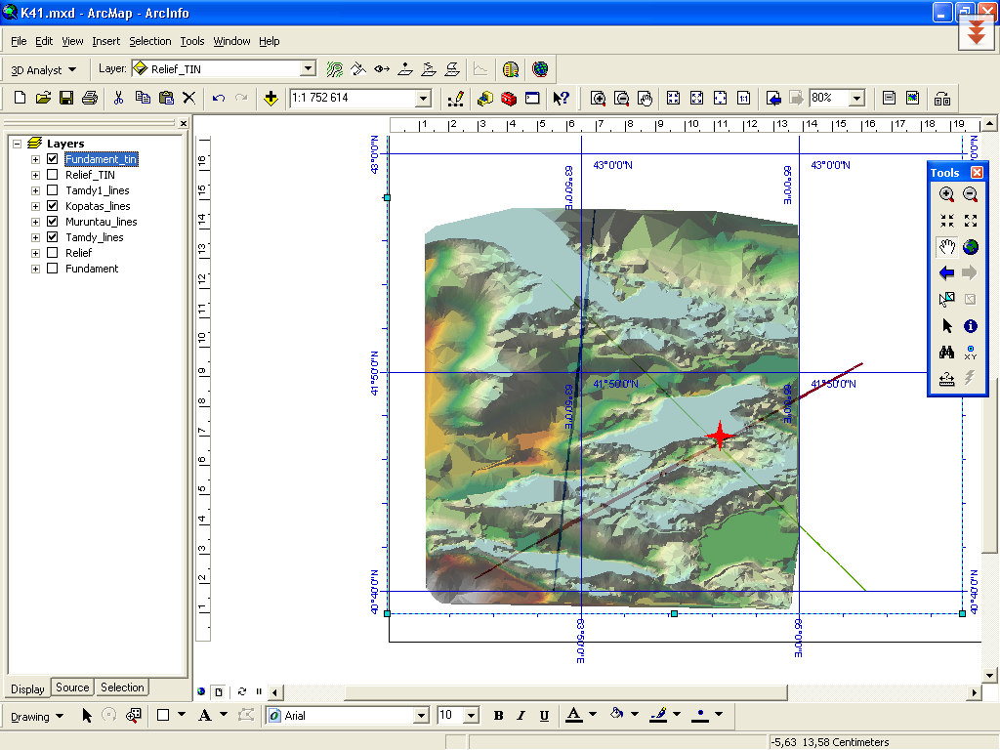 K41.mxd - ArcMap - ArcInfo
File Edit View Insert Selection Tools Window Help
3D Analyst Layer: Relief_TIN
1:1 752 614 80%
Layers
Fundament_tin
Relief_TIN
Tamdy1_lines
Kopatas_lines
Muruntau_lines
Tamdy_lines
Relief
Fundament
1 2 3 4 5 6 7 8 9 10 11 12 13 14 15 16 17 18 19
16
15
14
13
12
11
10
9
8
7
6
5
4
3
2
1
43°0'0"N 43°0'0"N 43°0'0"N 43°0'0"N
63°50'0"E 65°0'0"E
41°50'0"N 41°50'0"N 41°50'0"N
63°50'0"E 65°0'0"E
40°40'0"N 40°40'0"N
63°50'0"E 65°0'0"E
Tools
XY
Display Source Selection
Drawing A Arial 10 B I U A
-5,63 13,58 Centimeters